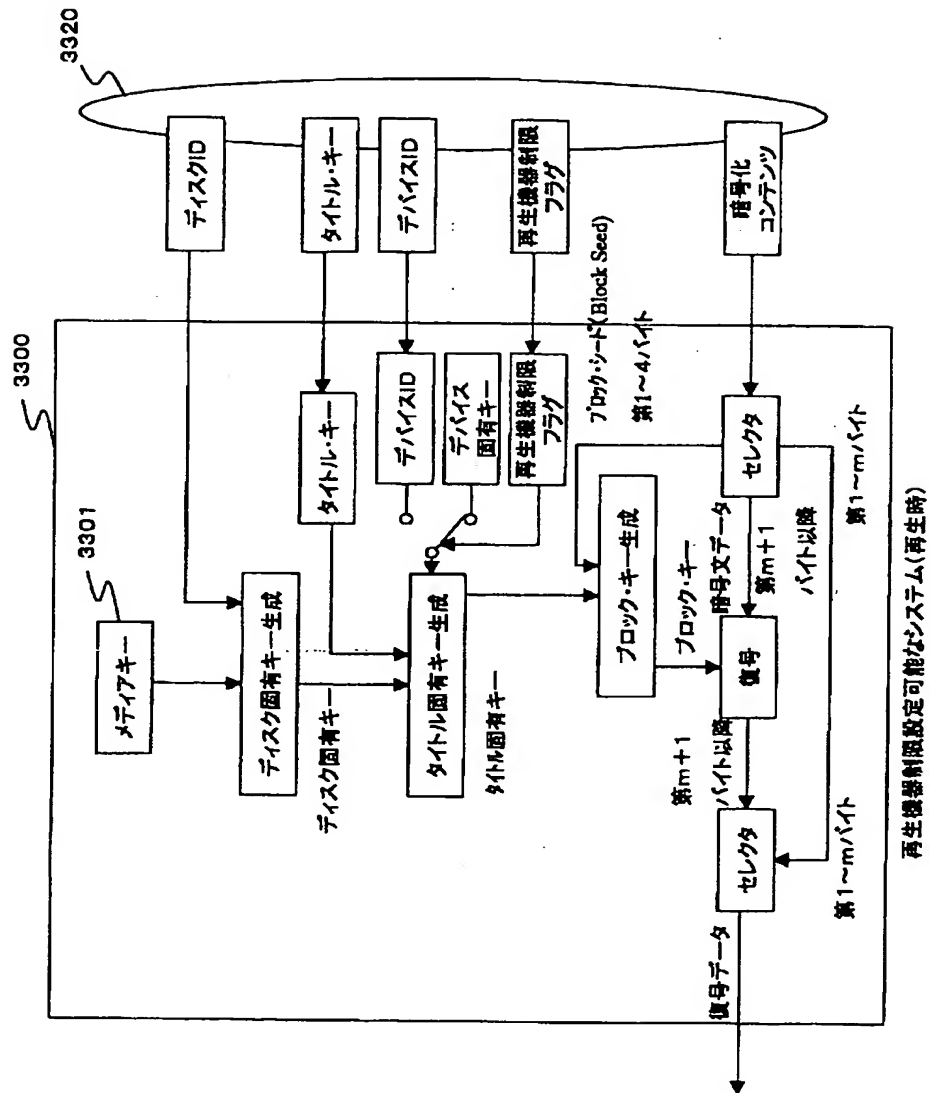 3320
3300
3301
ディスクID
タイトル・キー
デバイスID
再生機器制限
フラグ
暗号化
コンテンツ
メディアキー
ディスク固有キー生成
ディスク固有キー
タイトル・キー
デバイスID
デバイス
固有キー
再生機器制限
フラグ
タイトル固有キー生成
タイトル固有キー
ブロック・シード(Block Seed)
第1~4バイト
ブロック・キー生成
ブロック・キー
セレクタ
暗号文データ
第m+1
バイト以降
第1~mバイト
復号
第m+1
バイト以降
セレクタ
第1~mバイト
復号データ
再生機器制限設定可能なシステム(再生時)